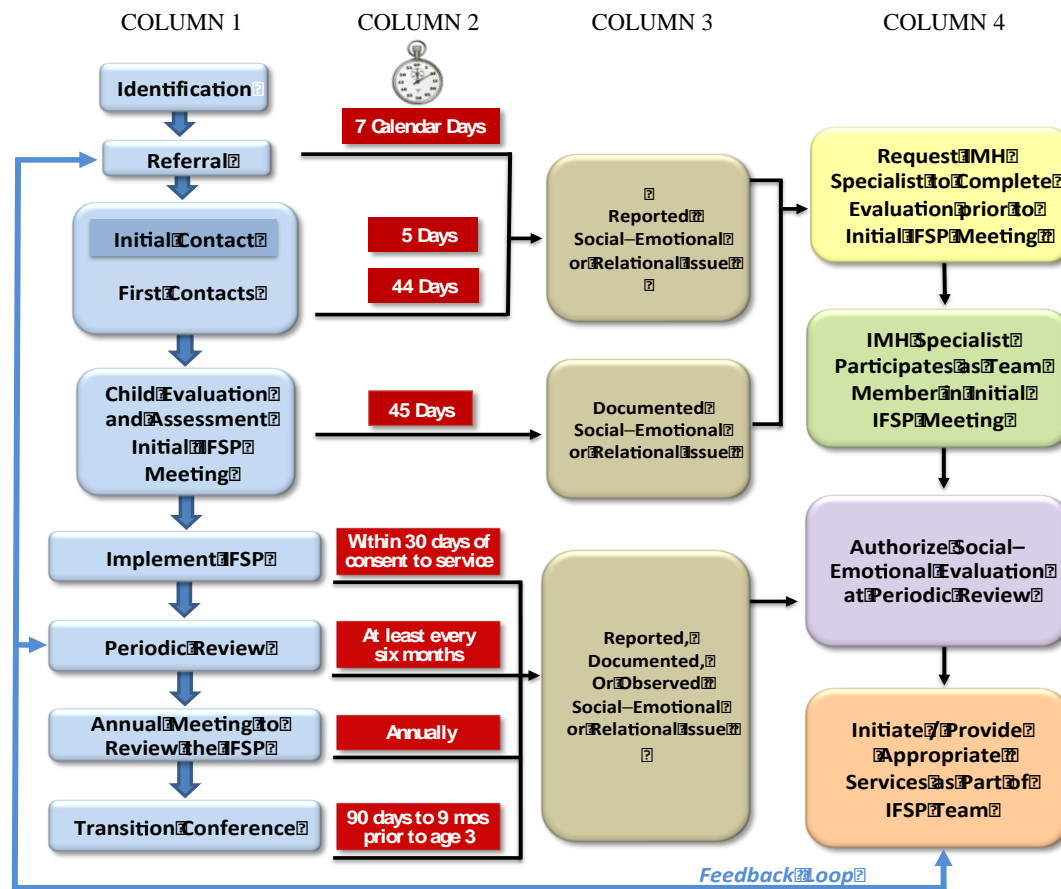 COLUMN 1
COLUMN 2
COLUMN 3
COLUMN 4
Identification
Referral
Initial Contact
First Contacts
Child Evaluation
and Assessment
Initial IFSP
Meeting
Implement IFSP
Periodic Review
Annual Meeting to
Review the IFSP
Transition Conference
7 Calendar Days
5 Days
44 Days
45 Days
Within 30 days of
consent to service
At least every
six months
Annually
90 days to 9 mos
prior to age 3
Reported
Social–Emotional
or Relational Issue
Documented
Social–Emotional
or Relational Issue
Reported,
Documented,
Or Observed
Social–Emotional
or Relational Issue
Request IMH
Specialist to Complete
Evaluation prior to
Initial IFSP Meeting
IMH Specialist
Participates as Team
Member in Initial
IFSP Meeting
Authorize Social–
Emotional Evaluation
at Periodic Review
Initiate / Provide
Appropriate
Services as Part of
IFSP Team
Feedback Loop